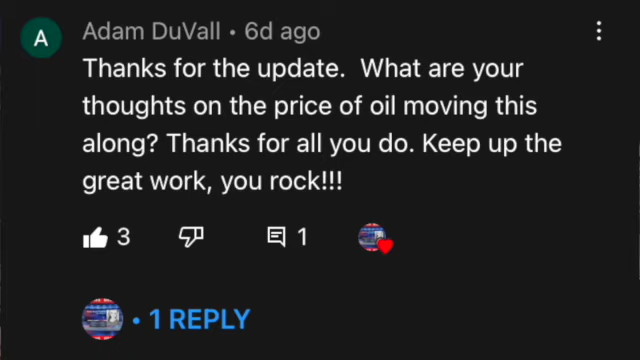 A
Adam DuVall • 6d ago
Thanks for the update.  What are your
thoughts on the price of oil moving this
along? Thanks for all you do. Keep up the
great work, you rock!!!
3
1
• 1 REPLY